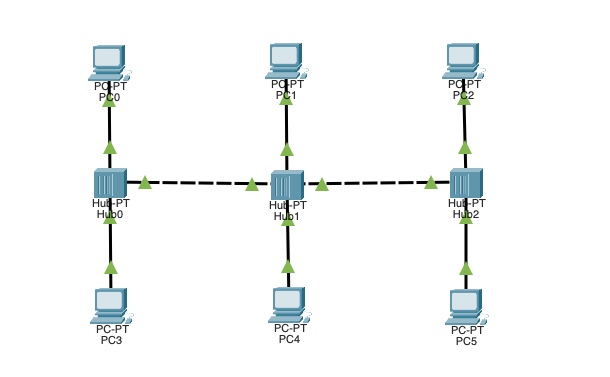 PC-PT
PC0
PC-PT
PC1
PC-PT
PC2
Hub-PT
Hub0
Hub-PT
Hub1
Hub-PT
Hub2
PC-PT
PC3
PC-PT
PC4
PC-PT
PC5